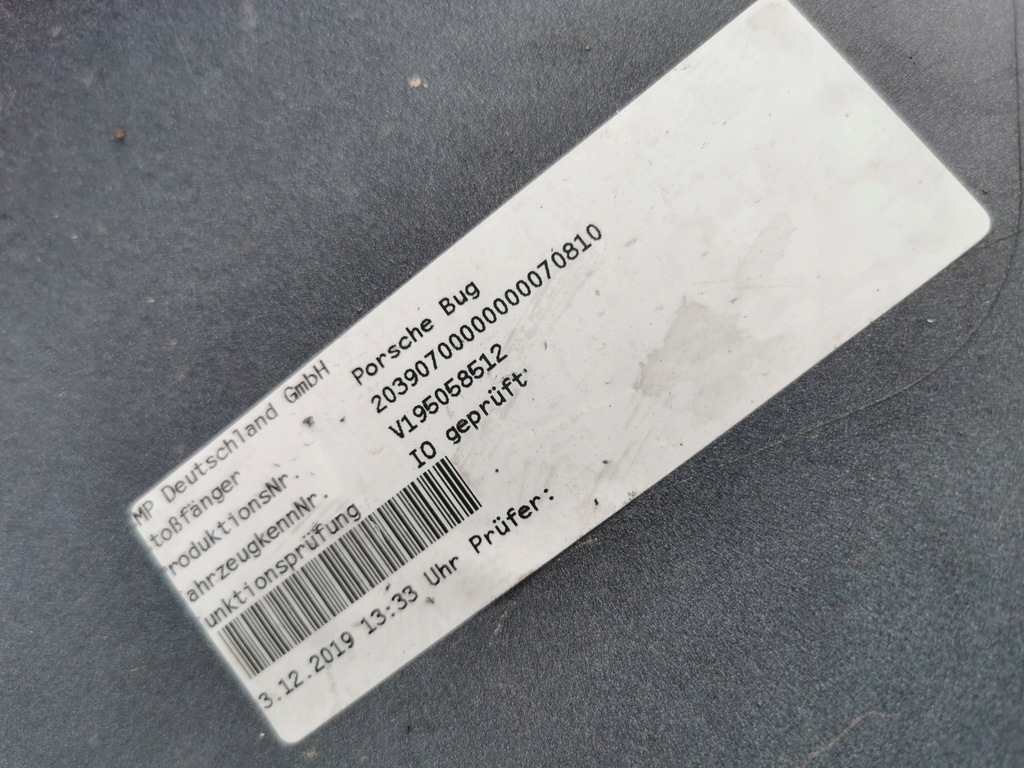 MP Deutschland GmbH
toßfänger Porsche Bug
roduktionsNr. 20390700000000070810
ahrzeugkennNr. V195058512
unktionsprüfung IO geprüft
3.12.2019 13:33 Uhr Prüfer: